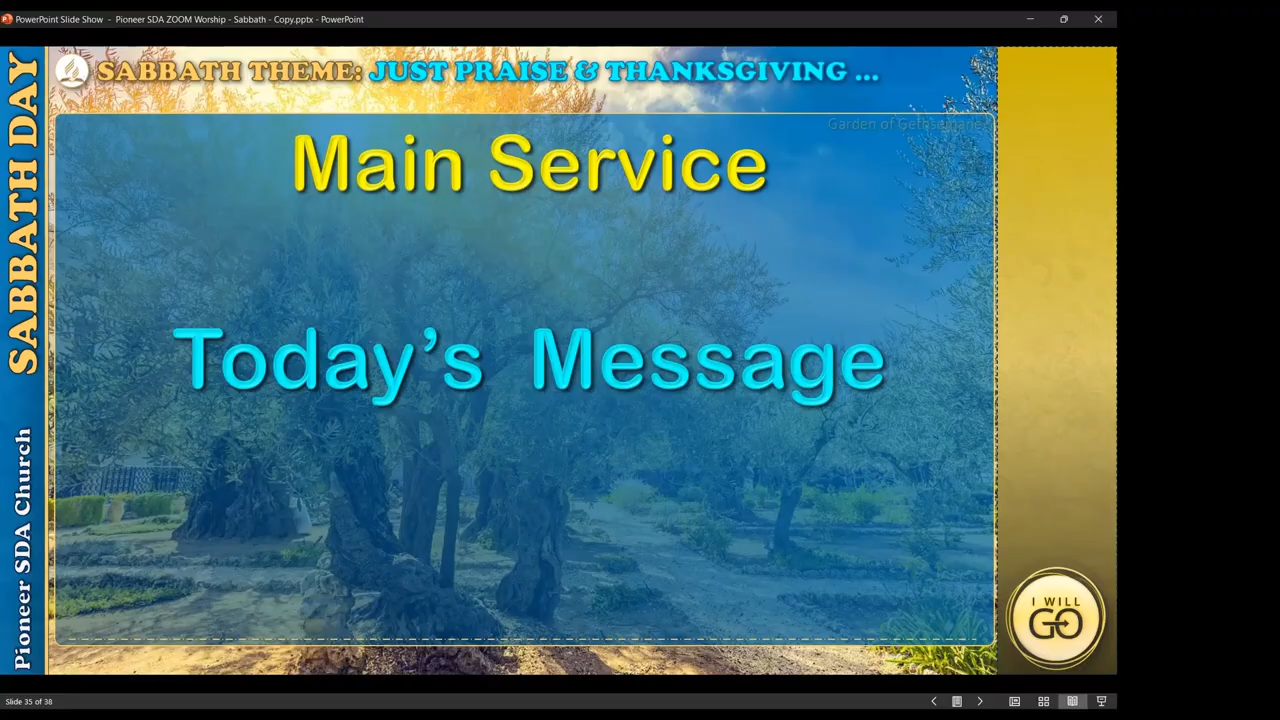 PowerPoint Slide Show - Pioneer SDA ZOOM Worship - Sabbath - Copy.pptx - PowerPoint
SABBATH DAY
Pioneer SDA Church
SABBATH THEME: JUST PRAISE & THANKSGIVING ...
Garden of Gethsemane
Main Service
Today’s Message
I WILL
GO
Slide 35 of 38